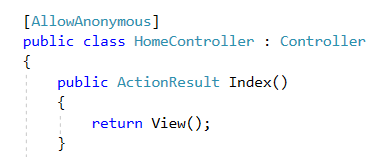 [AllowAnonymous]
public class HomeController : Controller
{
    public ActionResult Index()
    {
        return View();
    }